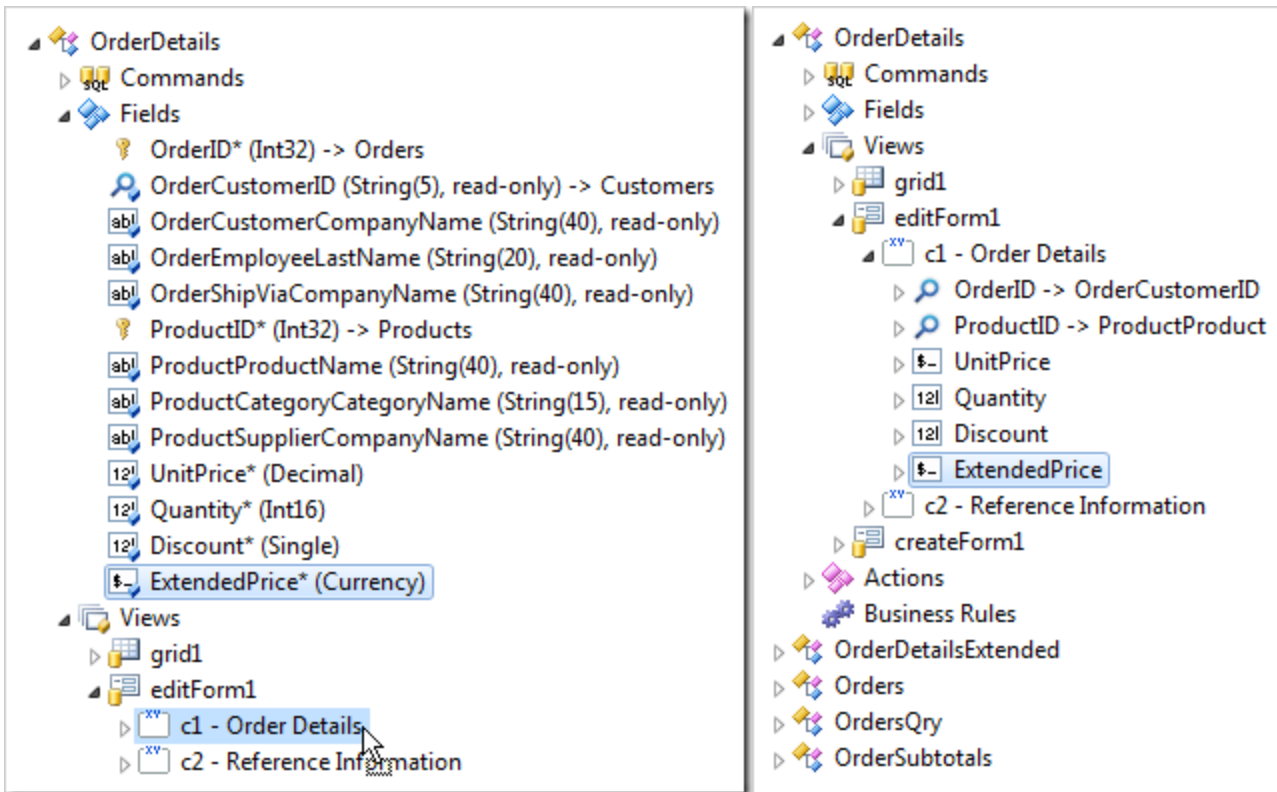 OrderDetails
Commands
Fields
OrderID* (Int32) -> Orders
OrderCustomerID (String(5), read-only) -> Customers
OrderCustomerCompanyName (String(40), read-only)
OrderEmployeeLastName (String(20), read-only)
OrderShipViaCompanyName (String(40), read-only)
ProductID* (Int32) -> Products
ProductProductName (String(40), read-only)
ProductCategoryCategoryName (String(15), read-only)
ProductSupplierCompanyName (String(40), read-only)
UnitPrice* (Decimal)
Quantity* (Int16)
Discount* (Single)
ExtendedPrice* (Currency)
Views
grid1
editForm1
c1 - Order Details
c2 - Reference Information
OrderDetails
Commands
Fields
Views
grid1
editForm1
c1 - Order Details
OrderID -> OrderCustomerID
ProductID -> ProductProduct
UnitPrice
Quantity
Discount
ExtendedPrice
c2 - Reference Information
createForm1
Actions
Business Rules
OrderDetailsExtended
Orders
OrdersQry
OrderSubtotals